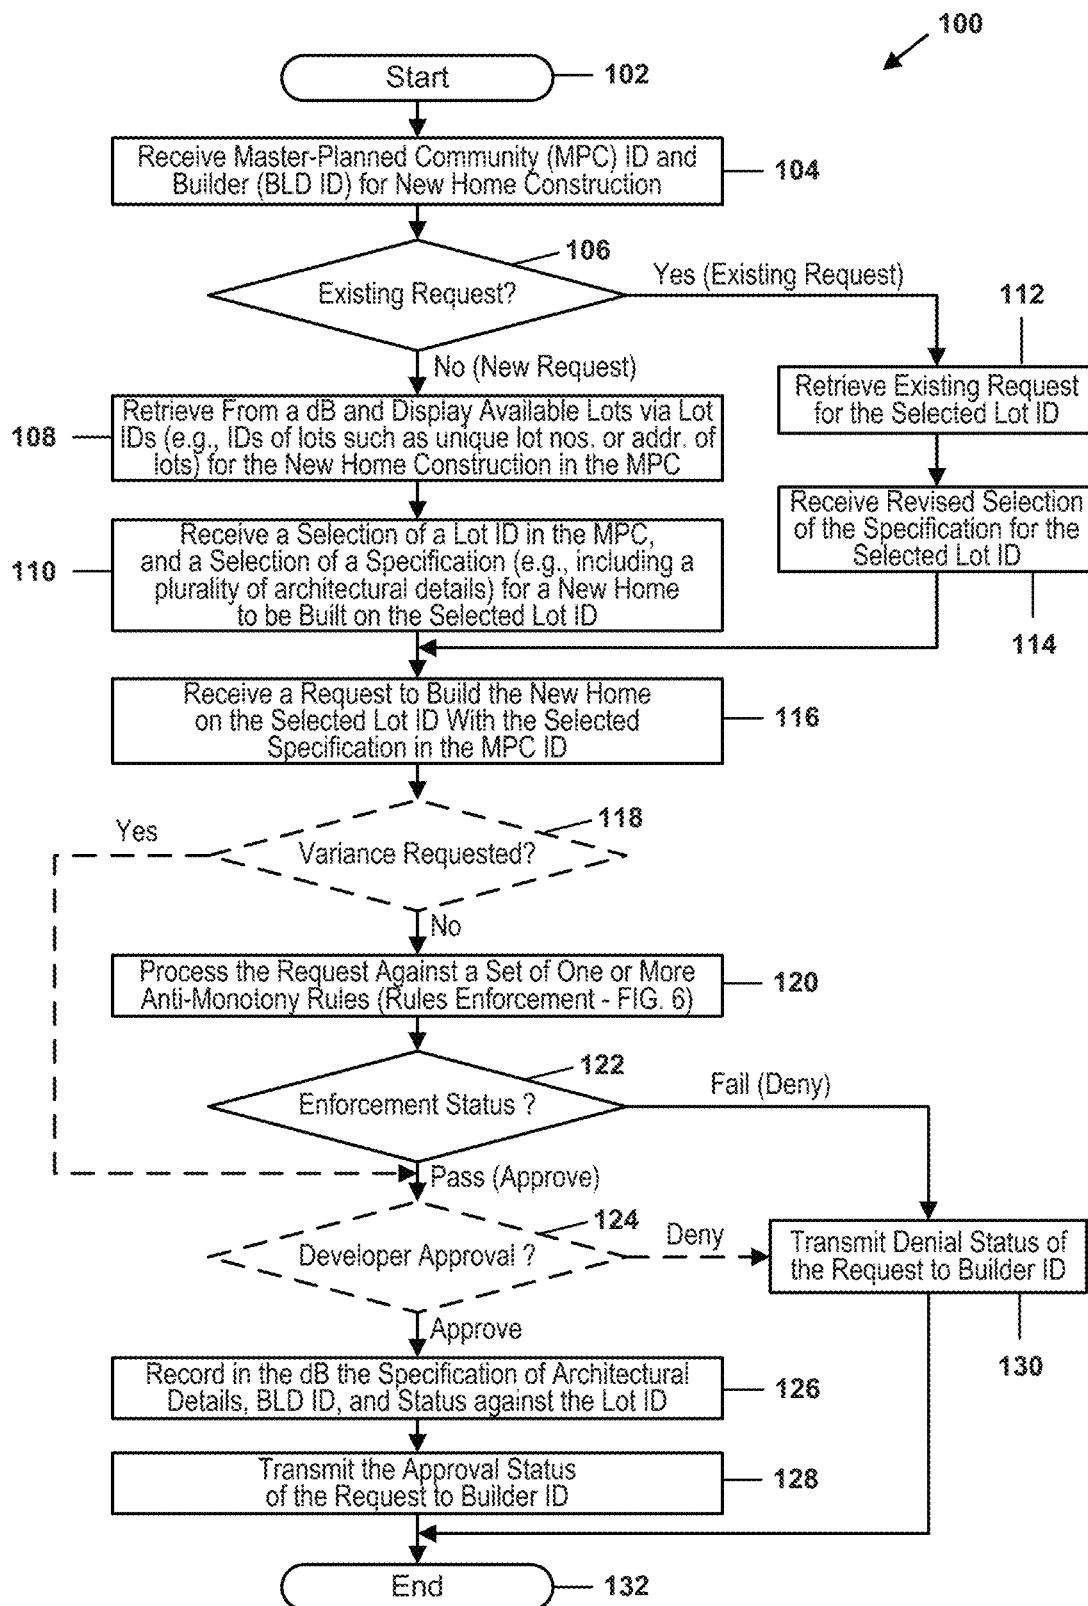 100
Start
102
Receive Master-Planned Community (MPC) ID and
Builder (BLD ID) for New Home Construction
104
106
Existing Request?
Yes (Existing Request)
No (New Request)
112
Retrieve Existing Request
for the Selected Lot ID
Retrieve From a dB and Display Available Lots via Lot
IDs (e.g., IDs of lots such as unique lot nos. or addr. of
lots) for the New Home Construction in the MPC
108
Receive Revised Selection
of the Specification for the
Selected Lot ID
114
Receive a Selection of a Lot ID in the MPC,
and a Selection of a Specification (e.g., including a
plurality of architectural details) for a New Home
to be Built on the Selected Lot ID
110
Receive a Request to Build the New Home
on the Selected Lot ID With the Selected
Specification in the MPC ID
116
118
Yes
Variance Requested?
No
Process the Request Against a Set of One or More
Anti-Monotony Rules (Rules Enforcement - FIG. 6)
120
122
Enforcement Status ?
Fail (Deny)
Pass (Approve)
124
Developer Approval ?
Deny
Transmit Denial Status of
the Request to Builder ID
130
Approve
Record in the dB the Specification of Architectural
Details, BLD ID, and Status against the Lot ID
126
Transmit the Approval Status
of the Request to Builder ID
128
End
132